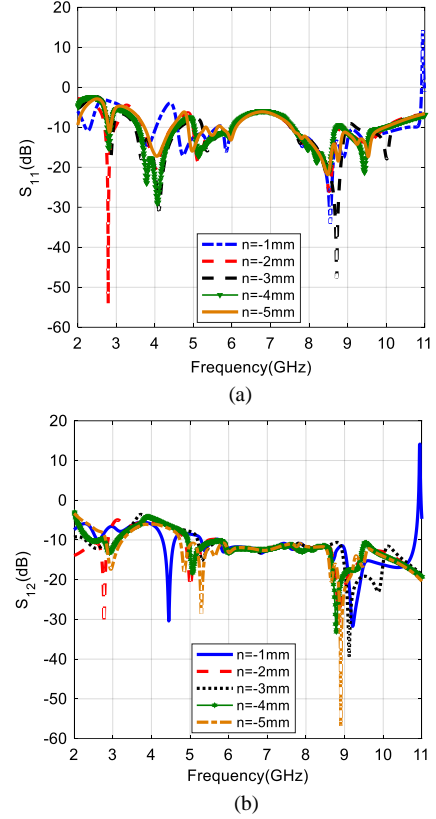 20
10
0
-10
-20
-30
-40
-50
-60
S11(dB)
n=-1mm
n=-2mm
n=-3mm
n=-4mm
n=-5mm
2 3 4 5 6 7 8 9 10 11
Frequency(GHz)
(a)
20
10
0
-10
-20
-30
-40
-50
-60
S12(dB)
n=-1mm
n=-2mm
n=-3mm
n=-4mm
n=-5mm
2 3 4 5 6 7 8 9 10 11
Frequency(GHz)
(b)